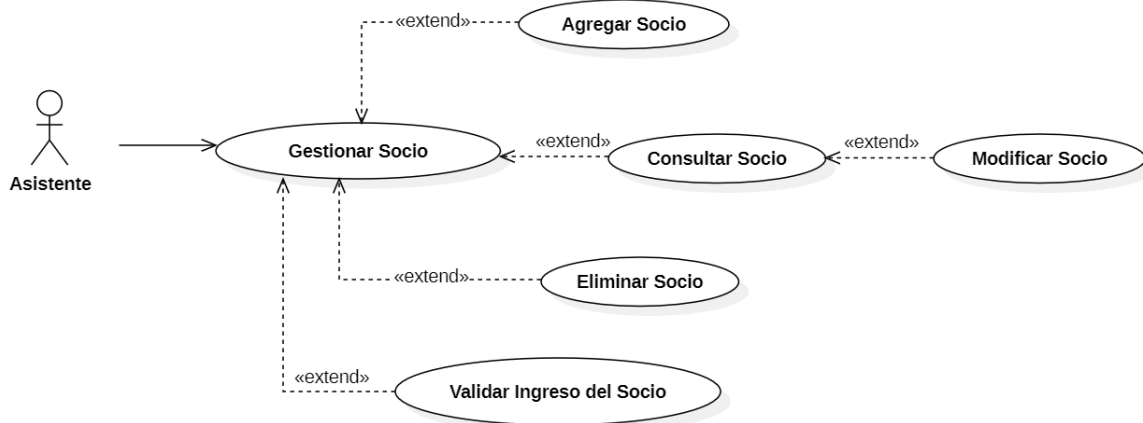 «extend»
Agregar Socio
Asistente
Gestionar Socio
«extend»
Consultar Socio
«extend»
Modificar Socio
«extend»
Eliminar Socio
«extend»
Validar Ingreso del Socio